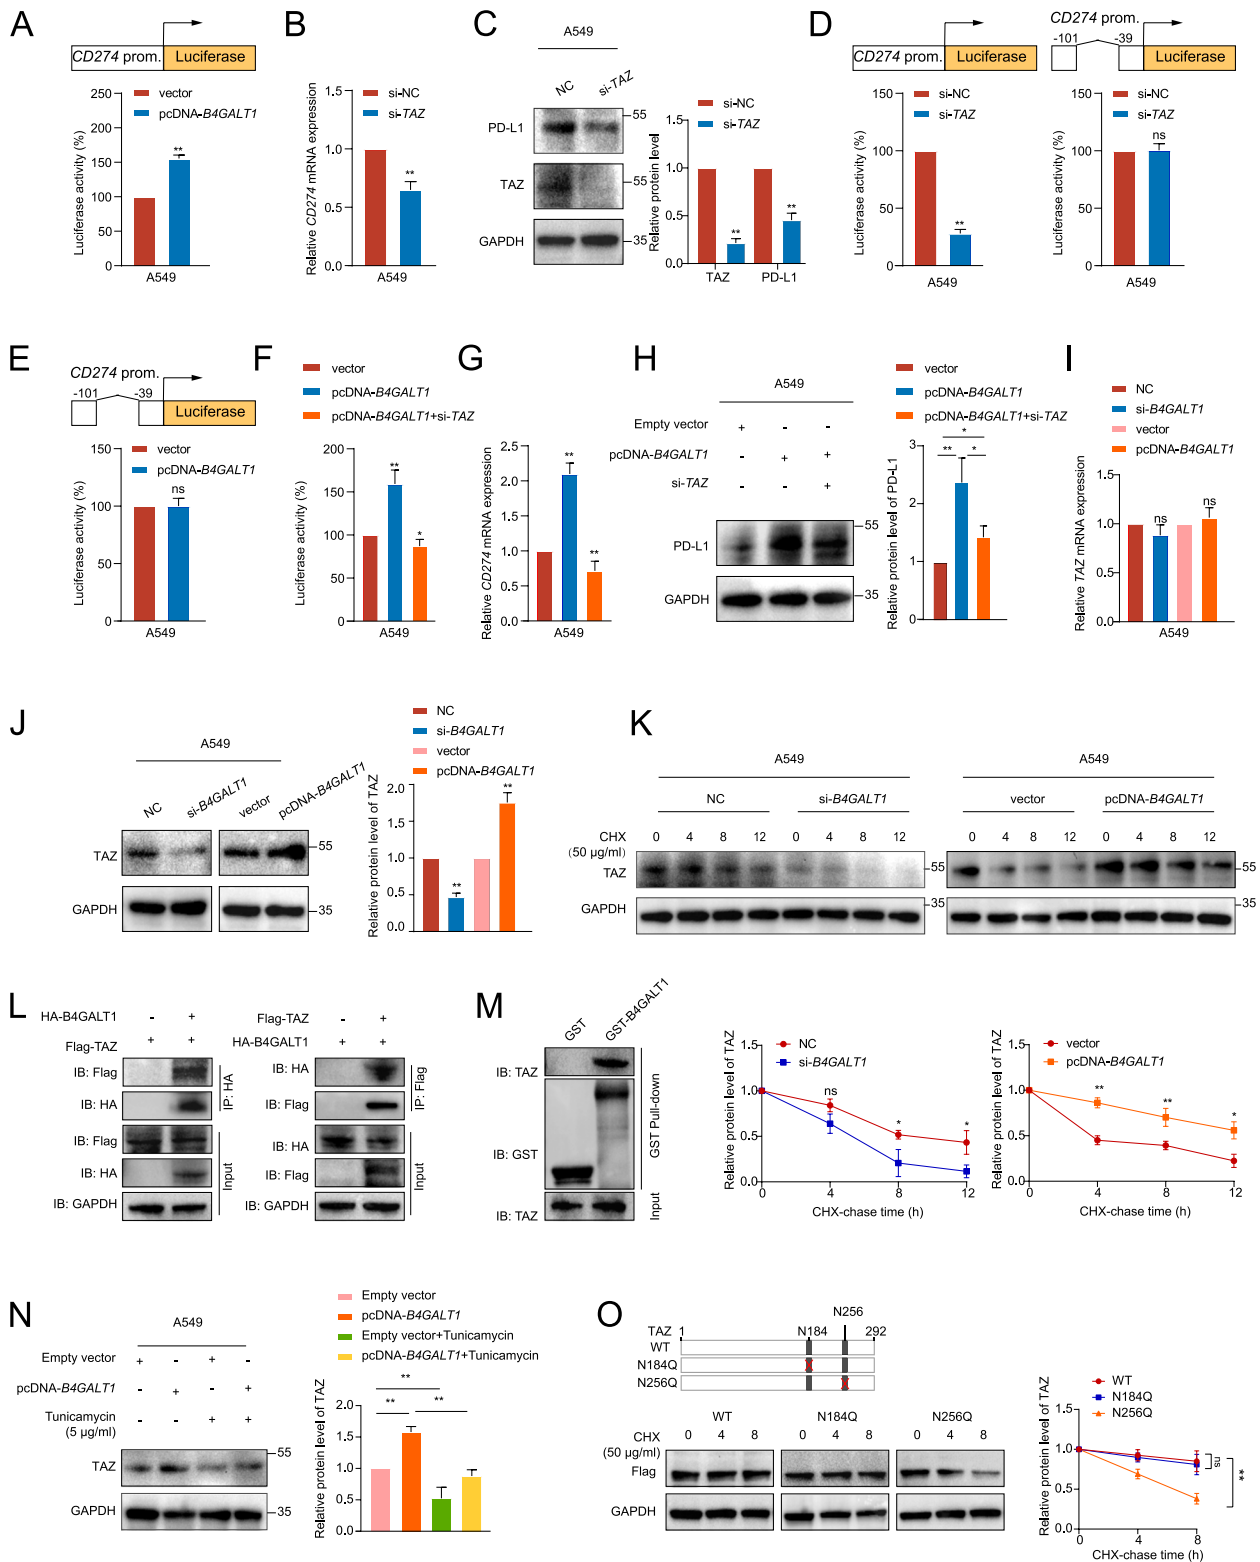 A
CD274 prom.
Luciferase
vector
pcDNA-B4GALT1
Luciferase activity (%)
250
200
150
100
50
0
**
A549
B
si-NC
si-TAZ
Relative CD274 mRNA expression
1.5
1.0
0.5
0.0
**
A549
C
A549
NC
si-TAZ
PD-L1
55
TAZ
55
GAPDH
35
si-NC
si-TAZ
Relative protein level
1.5
1.0
0.5
0.0
**
**
TAZ
PD-L1
D
CD274 prom.
Luciferase
si-NC
si-TAZ
Luciferase activity (%)
150
100
50
0
**
A549
CD274 prom.
-101
-39
Luciferase
si-NC
si-TAZ
Luciferase activity (%)
150
100
50
0
ns
A549
E
CD274 prom.
-101
-39
Luciferase
vector
pcDNA-B4GALT1
Luciferase activity (%)
150
100
50
0
ns
A549
F
vector
pcDNA-B4GALT1
pcDNA-B4GALT1+si-TAZ
Luciferase activity (%)
200
150
100
50
0
**
*
A549
G
Relative CD274 mRNA expression
2.5
2.0
1.5
1.0
0.5
0.0
**
**
A549
H
A549
Empty vector + - -
pcDNA-B4GALT1 - + +
si-TAZ - - +
PD-L1
55
GAPDH
35
vector
pcDNA-B4GALT1
pcDNA-B4GALT1+si-TAZ
Relative protein level of PD-L1
3
2
1
0
*
**
*
I
NC
si-B4GALT1
vector
pcDNA-B4GALT1
Relative TAZ mRNA expression
1.5
1.0
0.5
0.0
ns
ns
A549
J
A549
NC
si-B4GALT1
vector
pcDNA-B4GALT1
TAZ
55
GAPDH
35
NC
si-B4GALT1
vector
pcDNA-B4GALT1
Relative protein level of TAZ
2.0
1.5
1.0
0.5
0.0
**
**
K
A549
NC
si-B4GALT1
CHX
(50 μg/ml)
0 4 8 12 0 4 8 12
TAZ
55
GAPDH
35
A549
vector
pcDNA-B4GALT1
0 4 8 12 0 4 8 12
55
35
L
HA-B4GALT1 - +
Flag-TAZ + +
IB: Flag
IB: HA
IP: HA
IB: Flag
IB: HA
IB: GAPDH
Input
Flag-TAZ - +
HA-B4GALT1 + +
IB: HA
IB: Flag
IP: Flag
IB: HA
IB: Flag
IB: GAPDH
Input
M
GST
GST-B4GALT1
IB: TAZ
IB: GST
GST Pull-down
IB: TAZ
Input
NC
si-B4GALT1
Relative protein level of TAZ
1.5
1.0
0.5
0.0
ns
*
*
0 4 8 12
CHX-chase time (h)
vector
pcDNA-B4GALT1
Relative protein level of TAZ
1.5
1.0
0.5
0.0
**
**
*
0 4 8 12
CHX-chase time (h)
N
A549
Empty vector + - + -
pcDNA-B4GALT1 - + - +
Tunicamycin - - + +
(5 μg/ml)
TAZ
55
GAPDH
35
Empty vector
pcDNA-B4GALT1
Empty vector+Tunicamycin
pcDNA-B4GALT1+Tunicamycin
Relative protein level of TAZ
2.0
1.5
1.0
0.5
0.0
**
**
**
O
N256
TAZ 1 N184 292
WT
N184Q
N256Q
WT N184Q N256Q
CHX
(50 μg/ml)
0 4 8 0 4 8 0 4 8
Flag
GAPDH
WT
N184Q
N256Q
Relative protein level of TAZ
1.5
1.0
0.5
0.0
ns
**
0 4 8
CHX-chase time (h)